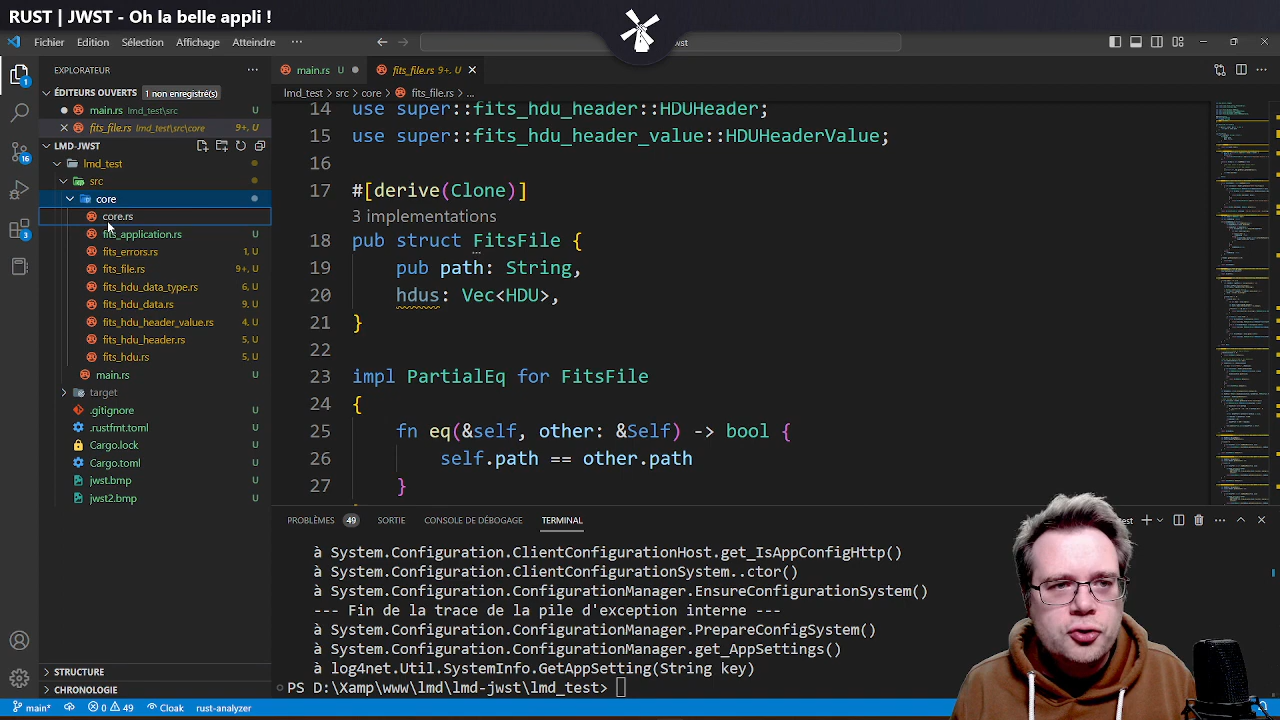 RUST | JWST - Oh la belle appli !
Fichier Edition Sélection Affichage Atteindre ···
EXPLORATEUR
ÉDITEURS OUVERTS 1 non enregistré(s)
main.rs lmd_test\src U
fits_file.rs lmd_test\src\core 9+, U
LMD-JWST
lmd_test
src
core
core.rs
fits_application.rs U
fits_errors.rs 1, U
fits_file.rs 9+, U
fits_hdu_data_type.rs 6, U
fits_hdu_data.rs 9, U
fits_hdu_header_value.rs 4, U
fits_hdu_header.rs 5, U
fits_hdu.rs 5, U
main.rs U
target
.gitignore U
.rustfmt.toml U
Cargo.lock U
Cargo.toml U
jwst.bmp U
jwst2.bmp U
STRUCTURE
CHRONOLOGIE
main.rs U
fits_file.rs 9+, U
lmd_test > src > core > fits_file.rs > ...
14 use super::fits_hdu_header::HDUHeader;
15 use super::fits_hdu_header_value::HDUHeaderValue;
16
17 #[derive(Clone)]
3 implementations
18 pub struct FitsFile {
19 pub path: String,
20 hdus: Vec<HDU>,
21 }
22
23 impl PartialEq for FitsFile
24 {
25 fn eq(&self, other: &Self) -> bool {
26 self.path == other.path
27 }
PROBLÈMES 49 SORTIE CONSOLE DE DÉBOGAGE TERMINAL
à System.Configuration.ClientConfigurationHost.get_IsAppConfigHttp()
à System.Configuration.ClientConfigurationSystem..ctor()
à System.Configuration.ConfigurationManager.EnsureConfigurationSystem()
--- Fin de la trace de la pile d'exception interne ---
à System.Configuration.ConfigurationManager.PrepareConfigSystem()
à System.Configuration.ConfigurationManager.get_AppSettings()
GetAppSetting(String key)
PS D:\amp\www\lmd\lmd-jwst\lmd_test>
main* 0 49 Cloak rust-analyzer